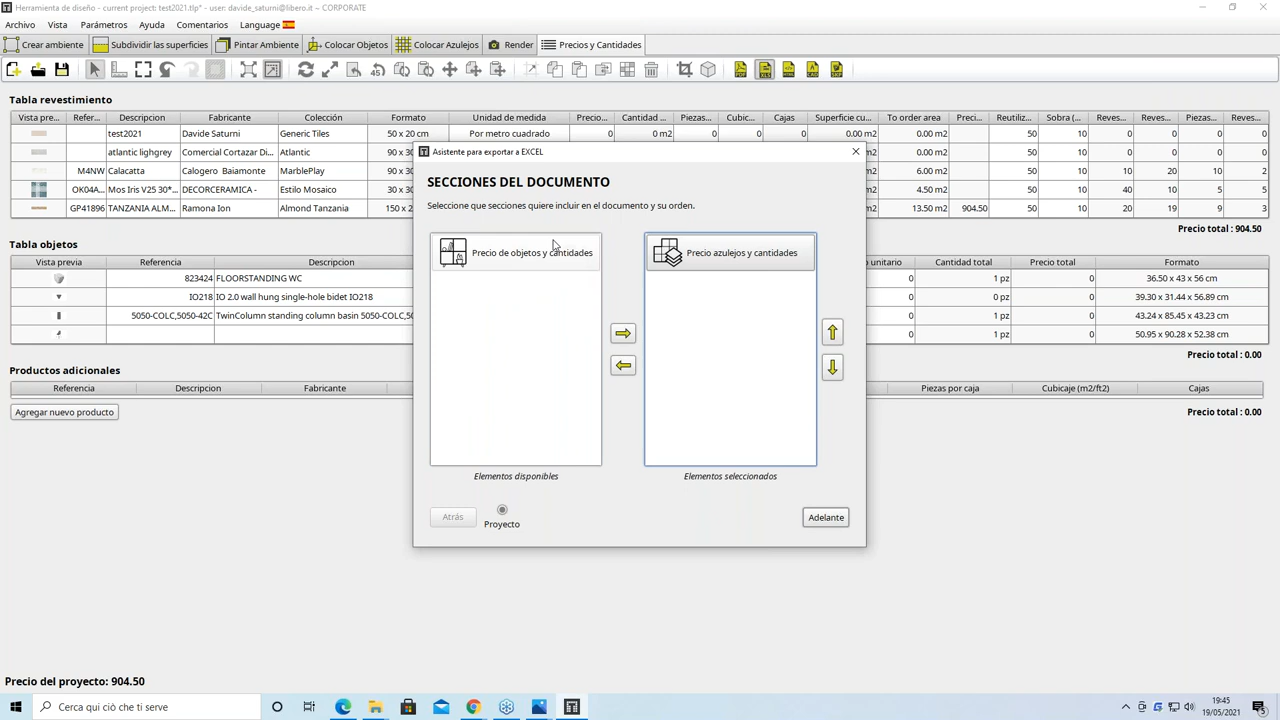 Herramienta de diseño - current project: test2021.tlp* - user: davide_saturni@libero.it -- CORPORATE
Archivo Vista Parámetros Ayuda Comentarios Language
Crear ambiente Subdividir las superficies Pintar Ambiente Colocar Objetos Colocar Azulejos Render Precios y Cantidades
Tabla revestimiento
Vista pre... Refer... Descripcion Fabricante Colección Formato Unidad de medida Precio... Cantidad ... Piezas... Cubic... Cajas Superficie cu... To order area Preci... Reutiliz... Sobra (... Reves... Reves... Piezas... Reves...
test2021 Davide Saturni Generic Tiles 50 x 20 cm Por metro cuadrado 0 0 m2 0 0 0 0.00 m2 0.00 m2 50 10 0 0 0 0
atlantic lighgrey Comercial Cortazar Di... Atlantic 90 x 30 0.00 m2 50 10 0 0 0 0
M4NW Calacatta Calogero Baiamonte MarblePlay 90 x 30 6.00 m2 50 10 20 10 2
OK04A... Mos Iris V25 30*... DECORCERAMICA - Estilo Mosaico 30 x 30 4.50 m2 50 10 40 10 5 5
GP41896 TANZANIA ALM... Ramona Ion Almond Tanzania 150 x 2 13.50 m2 904.50 50 10 20 19 9 3
Precio total : 904.50
Tabla objetos
Vista previa Referencia Descripcion o unitario Cantidad total Precio total Formato
823424 FLOORSTANDING WC 0 1 pz 0 36.50 x 43 x 56 cm
IO218 IO 2.0 wall hung single-hole bidet IO218 0 0 pz 0 39.30 x 31.44 x 56.89 cm
5050-COLC,5050-42C TwinColumn standing column basin 5050-COLC,5 0 1 pz 0 43.24 x 85.45 x 43.23 cm
0 1 pz 0 50.95 x 90.28 x 52.38 cm
Precio total : 0.00
Productos adicionales
Referencia Descripcion Fabricante Piezas por caja Cubicaje (m2/ft2) Cajas
Agregar nuevo producto
Precio total : 0.00
Asistente para exportar a EXCEL
SECCIONES DEL DOCUMENTO
Seleccione que secciones quiere incluir en el documento y su orden.
Precio de objetos y cantidades
Precio azulejos y cantidades
Elementos disponibles Elementos seleccionados
Atrás Proyecto Adelante
Precio del proyecto: 904.50
Cerca qui ciò che ti serve
19:45
19/05/2021